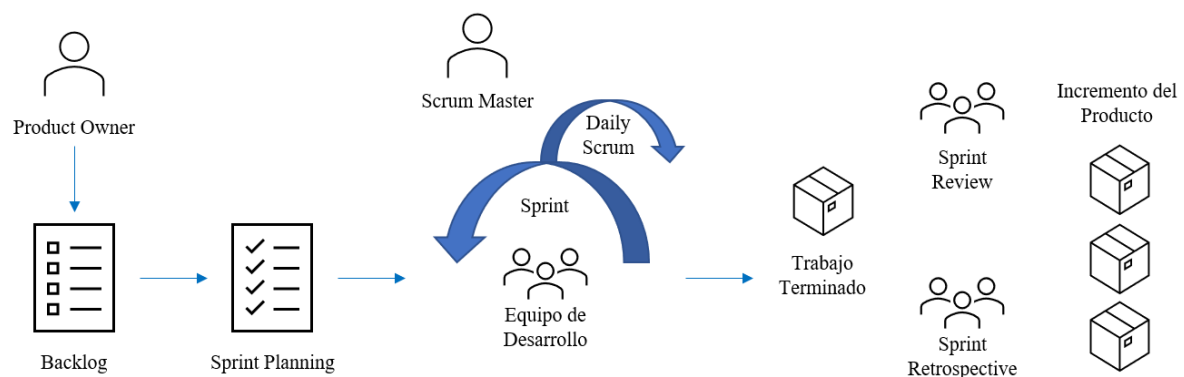 Product Owner
Backlog
Sprint Planning
Scrum Master
Daily
Scrum
Sprint
Equipo de
Desarrollo
Trabajo
Terminado
Sprint
Review
Sprint
Retrospective
Incremento del
Producto